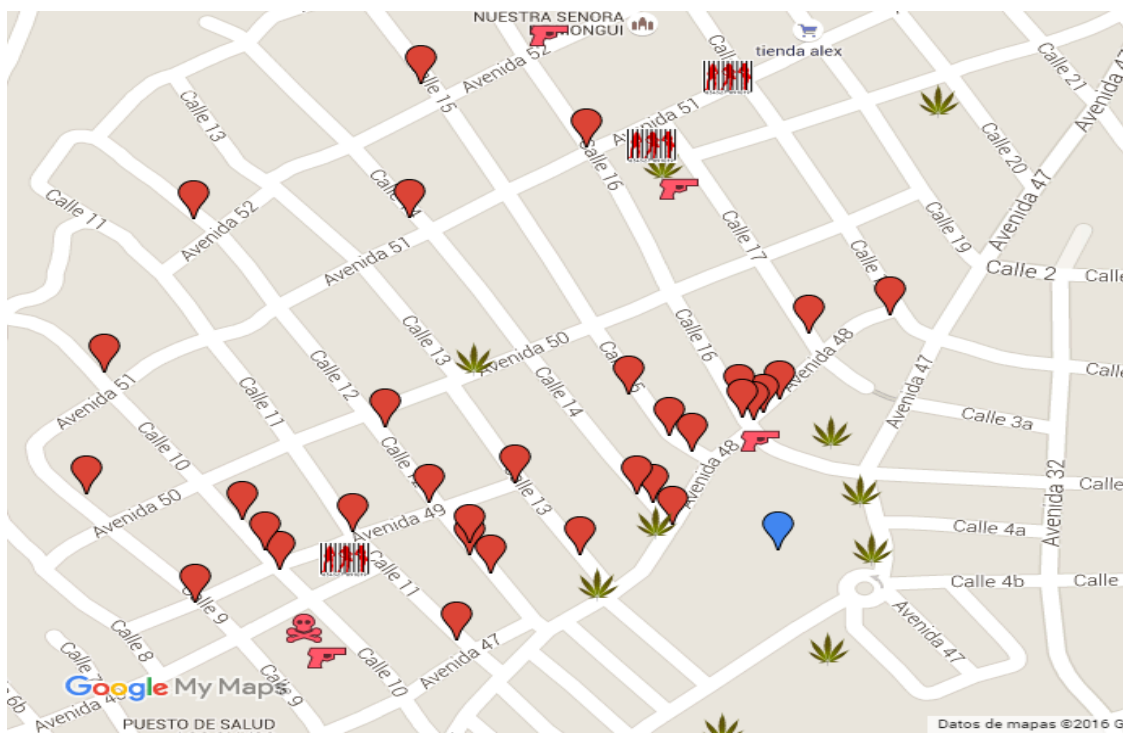 NUESTRA SENORA
MONGUI
tienda alex
Avenida 52
Calle 15
Avenida 51
Calle 21
Avenida 47
Calle 13
Calle 16
Calle 20
Avenida 47
Calle 11
Avenida 52
Avenida 51
Calle 17
Calle 19
Calle 2
Calle
Calle 13
Avenida 50
Calle 16
Avenida 48
Avenida 47
Calle
Avenida 51
Calle 12
Calle 14
Calle 3a
Calle 11
Calle 10
Avenida 48
Avenida 32
Calle
Avenida 50
Avenida 49
Calle 13
Calle 4a
Calle 11
Calle 4b
Calle
Calle 9
Avenida 47
Calle 8
Avenida 47
Calle 10
Calle 9
6b
Google My Maps
PUESTO DE SALUD
Datos de mapas ©2016 G